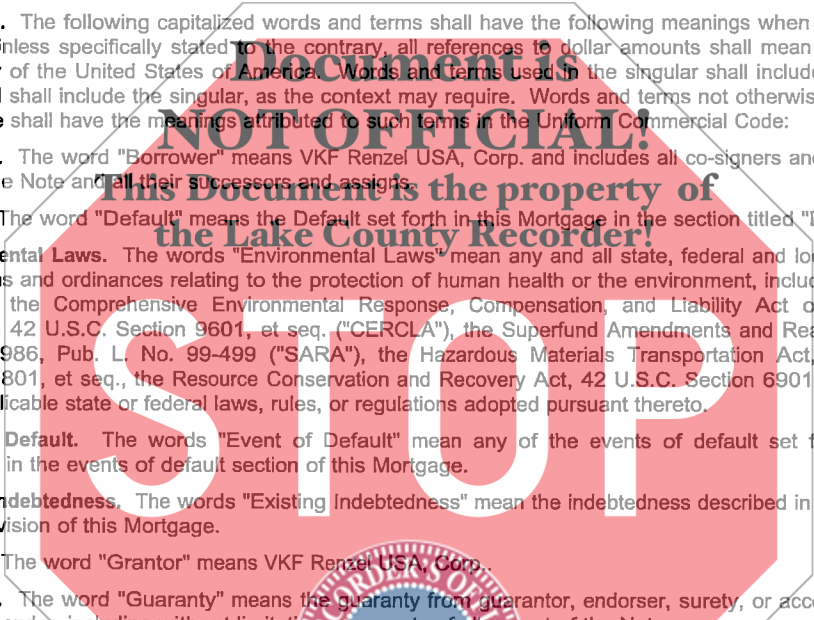 . The following capitalized words and terms shall have the following meanings when
nless specifically stated to the contrary, all references to dollar amounts shall mean
of the United States of America. Words and terms used in the singular shall include
shall include the singular, as the context may require. Words and terms not otherwis
e shall have the meanings attributed to such terms in the Uniform Commercial Code:
Document is
NOT OFFICIAL!
This Document is the property of
the Lake County Recorder!
. The word "Borrower" means VKF Renzel USA, Corp. and includes all co-signers and
e Note and all their successors and assigns.
The word "Default" means the Default set forth in this Mortgage in the section titled "
ental Laws. The words "Environmental Laws" mean any and all state, federal and lo
s and ordinances relating to the protection of human health or the environment, inclu
the Comprehensive Environmental Response, Compensation, and Liability Act o
42 U.S.C. Section 9601, et seq. ("CERCLA"), the Superfund Amendments and Rea
986, Pub. L. No. 99-499 ("SARA"), the Hazardous Materials Transportation Act,
801, et seq., the Resource Conservation and Recovery Act, 42 U.S.C. Section 6901
licable state or federal laws, rules, or regulations adopted pursuant thereto.
STOP
Default. The words "Event of Default" mean any of the events of default set f
in the events of default section of this Mortgage.
ndebtedness. The words "Existing Indebtedness" mean the indebtedness described in
vision of this Mortgage.
The word "Grantor" means VKF Renzel USA, Corp..
ORDER'S OF
. The word "Guaranty" means the guaranty from guarantor, endorser, surety, or acc